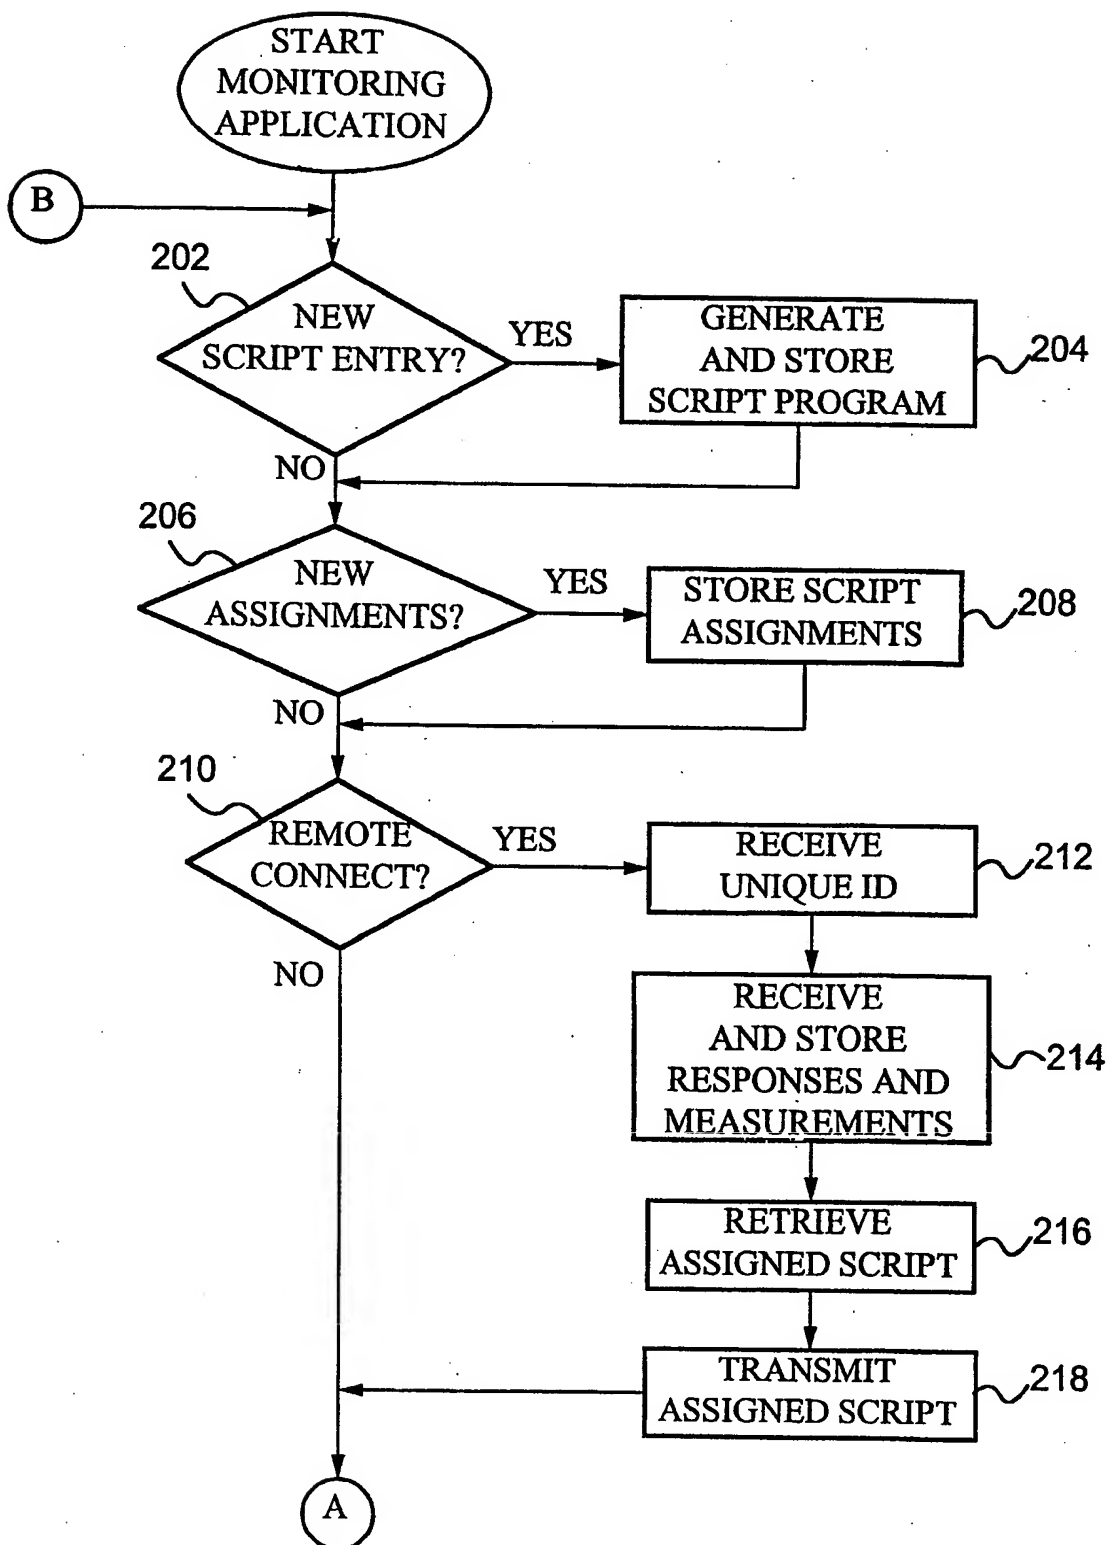 START
MONITORING
APPLICATION
B
202
NEW
SCRIPT ENTRY?
YES
GENERATE
AND STORE
SCRIPT PROGRAM
204
NO
206
NEW
ASSIGNMENTS?
YES
STORE SCRIPT
ASSIGNMENTS
208
NO
210
REMOTE
CONNECT?
YES
RECEIVE
UNIQUE ID
212
NO
RECEIVE
AND STORE
RESPONSES AND
MEASUREMENTS
214
RETRIEVE
ASSIGNED SCRIPT
216
TRANSMIT
ASSIGNED SCRIPT
218
A